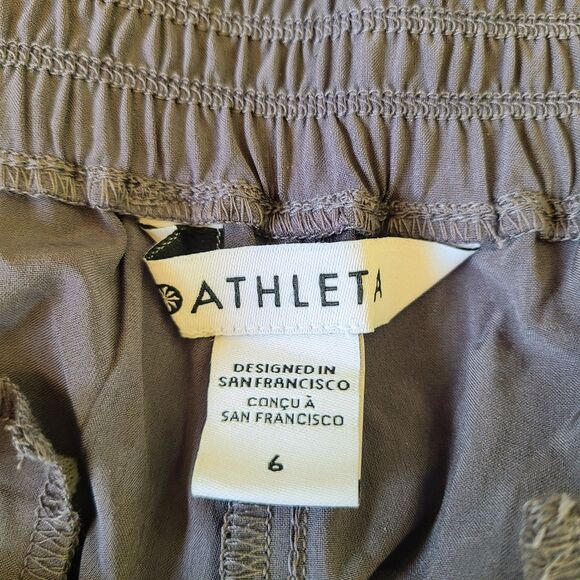 ATHLETA
DESIGNED IN
SAN FRANCISCO
CONÇU À
SAN FRANCISCO
6